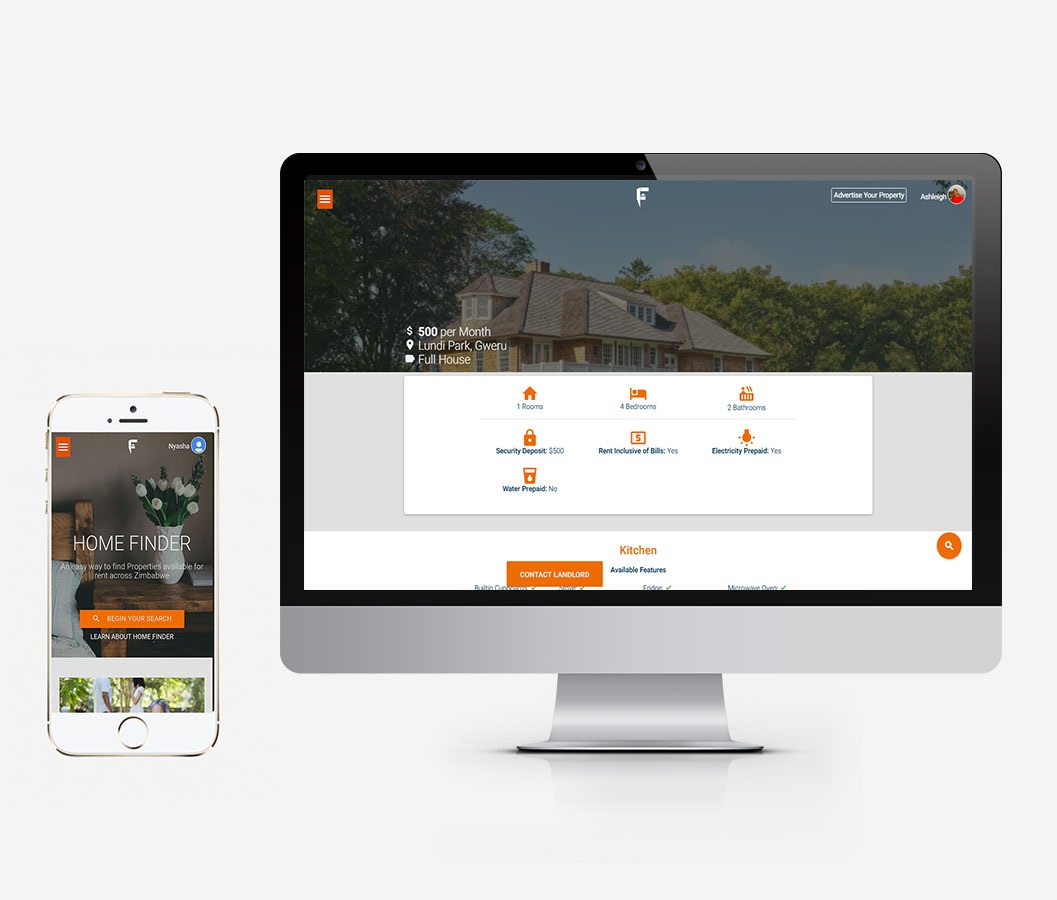 Advertise Your Property
Ashleigh
500 per Month
Lundi Park, Gweru
Full House
1 Rooms
4 Bedrooms
2 Bathrooms
Security Deposit: $500
Rent Inclusive of Bills: Yes
Electricity Prepaid: Yes
Water Prepaid: No
Kitchen
CONTACT LANDLORD
Available Features
Builtin Cupboards:
Stove:
Fridge:
Microwave Oven:
Nyasha
HOME FINDER
An easy way to find Properties available for
rent across Zimbabwe
BEGIN YOUR SEARCH
LEARN ABOUT HOME FINDER